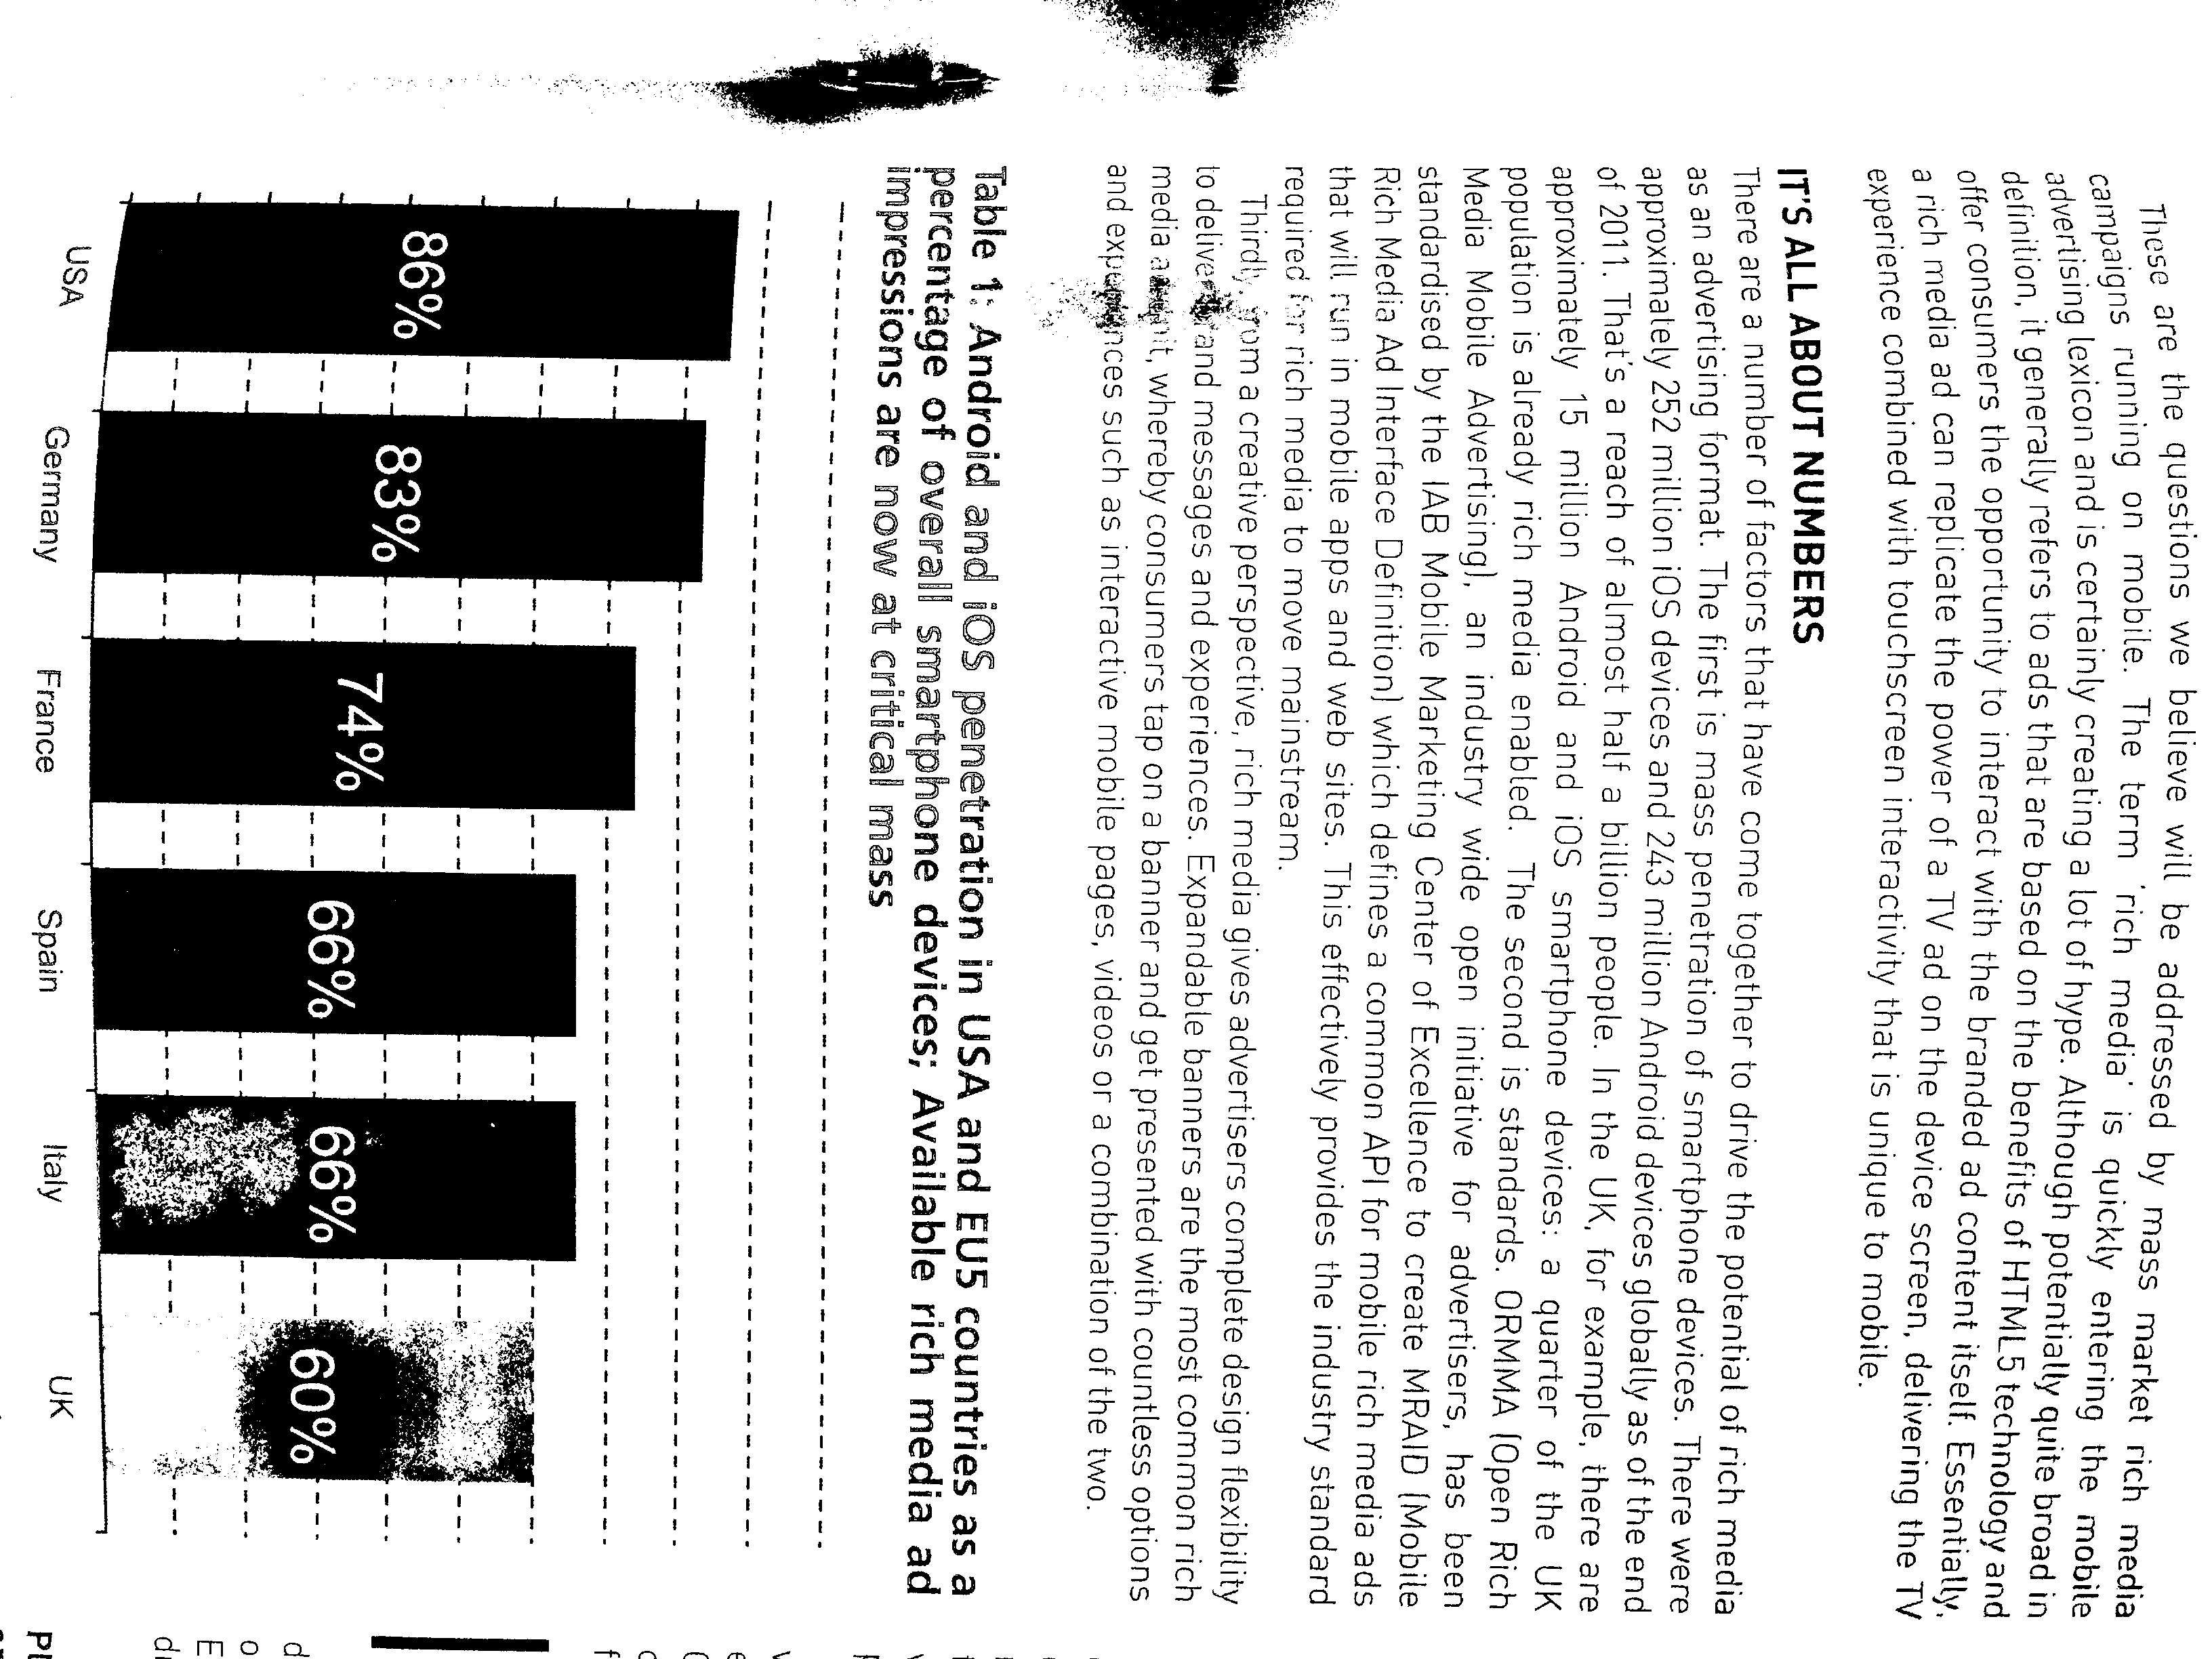 These are the questions we believe will be addressed by mass market rich media
campaigns running on mobile. The term 'rich media' is quickly entering the mobile
advertising lexicon and is certainly creating a lot of hype. Although potentially quite broad in
definition, it generally refers to ads that are based on the benefits of HTML5 technology and
offer consumers the opportunity to interact with the branded ad content itself. Essentially,
a rich media ad can replicate the power of a TV ad on the device screen, delivering the TV
experience combined with touchscreen interactivity that is unique to mobile.
IT'S ALL ABOUT NUMBERS
There are a number of factors that have come together to drive the potential of rich media
as an advertising format. The first is mass penetration of smartphone devices. There were
approximately 252 million iOS devices and 243 million Android devices globally as of the end
of 2011. That's a reach of almost half a billion people. In the UK, for example, there are
approximately 15 million Android and iOS smartphone devices: a quarter of the UK
population is already rich media enabled. The second is standards. ORMMA (Open Rich
Media Mobile Advertising), an industry wide open initiative for advertisers, has been
standardised by the IAB Mobile Marketing Center of Excellence to create MRAID (Mobile
Rich Media Ad Interface Definition) which defines a common API for mobile rich media ads
that will run in mobile apps and web sites. This effectively provides the industry standard
required for rich media to move mainstream.
Thirdly, from a creative perspective, rich media gives advertisers complete design flexibility
to deliver and messages and experiences. Expandable banners are the most common rich
media ad unit, whereby consumers tap on a banner and get presented with countless options
and experiences such as interactive mobile pages, videos or a combination of the two.
Table 1: Android and iOS penetration in USA and EU5 countries as a
percentage of overall smartphone devices; Available rich media ad
impressions are now at critical mass
86% 83% 74% 66% 66% 60%
USA Germany France Spain Italy UK